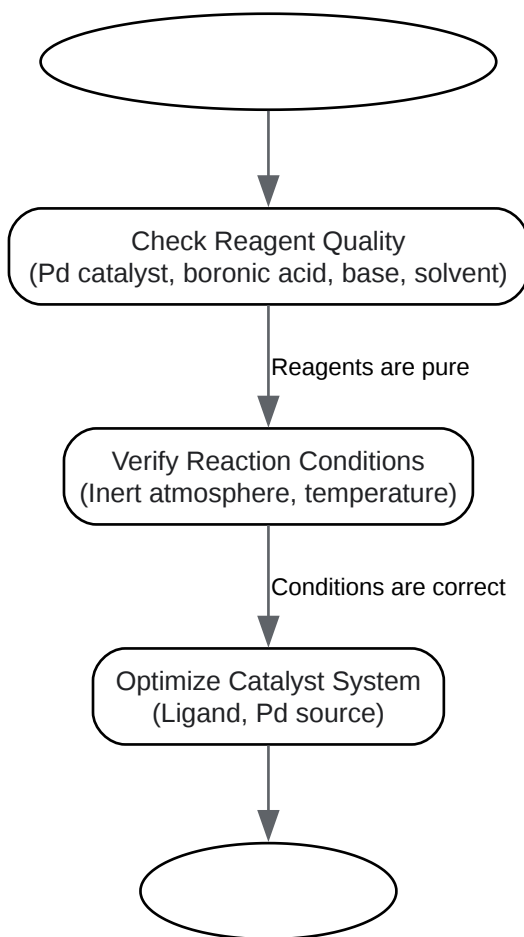 Check Reagent Quality
(Pd catalyst, boronic acid, base, solvent)
Reagents are pure
Verify Reaction Conditions
(Inert atmosphere, temperature)
Conditions are correct
Optimize Catalyst System
(Ligand, Pd source)